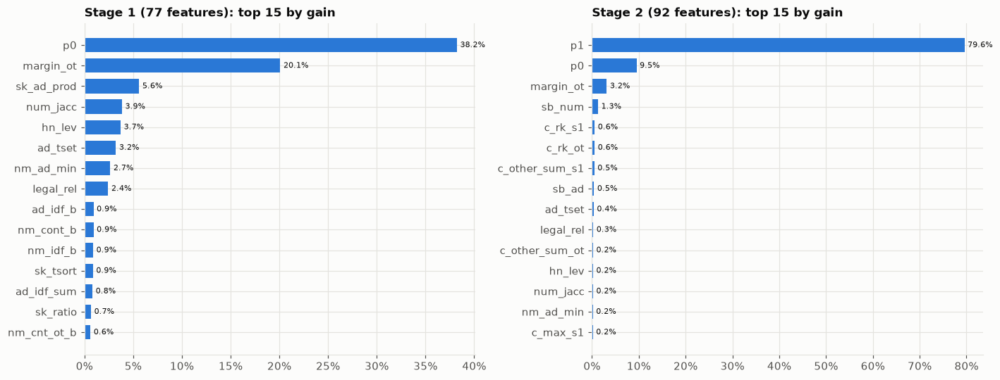 Stage 1 (77 features): top 15 by gain
p0 38.2%
margin_ot 20.1%
sk_ad_prod 5.6%
num_jacc 3.9%
hn_lev 3.7%
ad_tset 3.2%
nm_ad_min 2.7%
legal_rel 2.4%
ad_idf_b 0.9%
nm_cont_b 0.9%
nm_idf_b 0.9%
sk_tsort 0.9%
ad_idf_sum 0.8%
sk_ratio 0.7%
nm_cnt_ot_b 0.6%
0% 5% 10% 15% 20% 25% 30% 35% 40%
Stage 2 (92 features): top 15 by gain
p1 79.6%
p0 9.5%
margin_ot 3.2%
sb_num 1.3%
c_rk_s1 0.6%
c_rk_ot 0.6%
c_other_sum_s1 0.5%
sb_ad 0.5%
ad_tset 0.4%
legal_rel 0.3%
c_other_sum_ot 0.2%
hn_lev 0.2%
num_jacc 0.2%
nm_ad_min 0.2%
c_max_s1 0.2%
0% 10% 20% 30% 40% 50% 60% 70% 80%